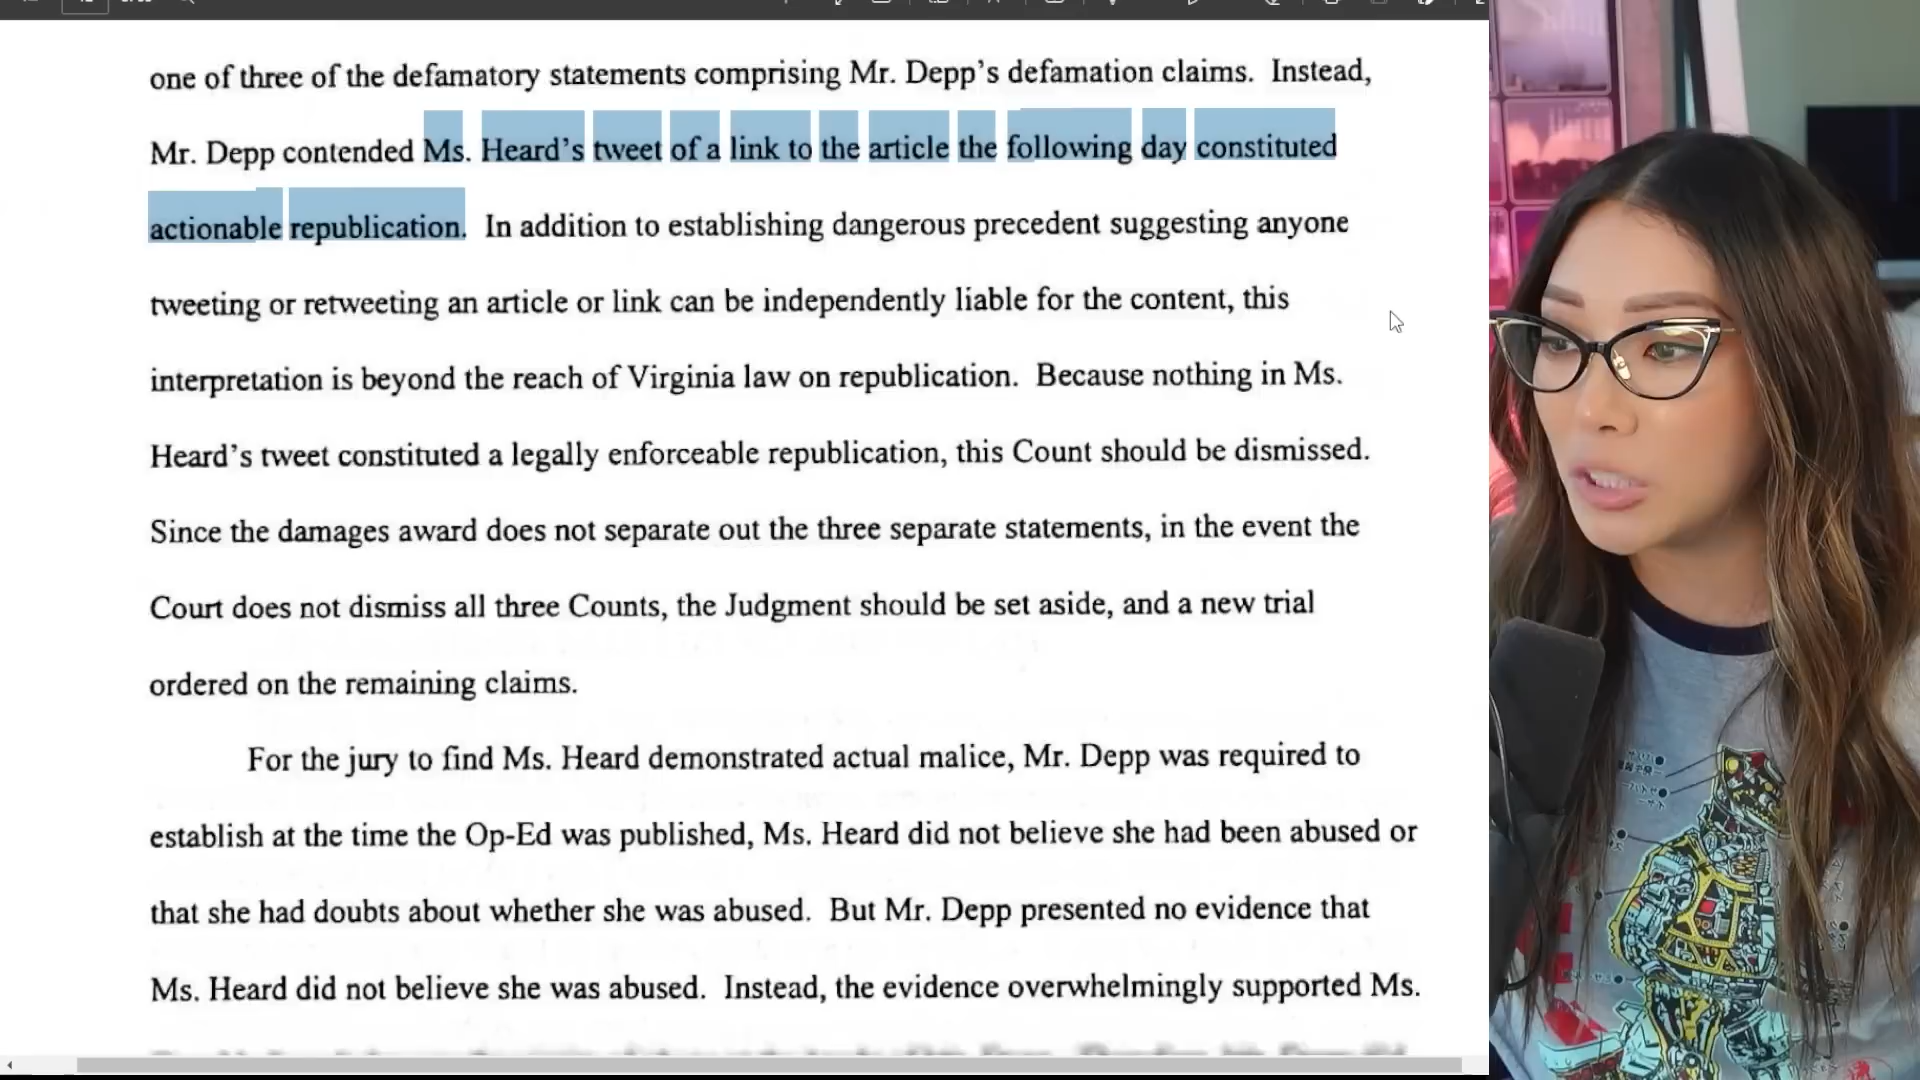 one of three of the defamatory statements comprising Mr. Depp’s defamation claims. Instead,
Mr. Depp contended Ms. Heard’s tweet of a link to the article the following day constituted
actionable republication. In addition to establishing dangerous precedent suggesting anyone
tweeting or retweeting an article or link can be independently liable for the content, this
interpretation is beyond the reach of Virginia law on republication. Because nothing in Ms.
Heard’s tweet constituted a legally enforceable republication, this Count should be dismissed.
Since the damages award does not separate out the three separate statements, in the event the
Court does not dismiss all three Counts, the Judgment should be set aside, and a new trial
ordered on the remaining claims.
For the jury to find Ms. Heard demonstrated actual malice, Mr. Depp was required to
establish at the time the Op-Ed was published, Ms. Heard did not believe she had been abused or
that she had doubts about whether she was abused. But Mr. Depp presented no evidence that
Ms. Heard did not believe she was abused. Instead, the evidence overwhelmingly supported Ms.